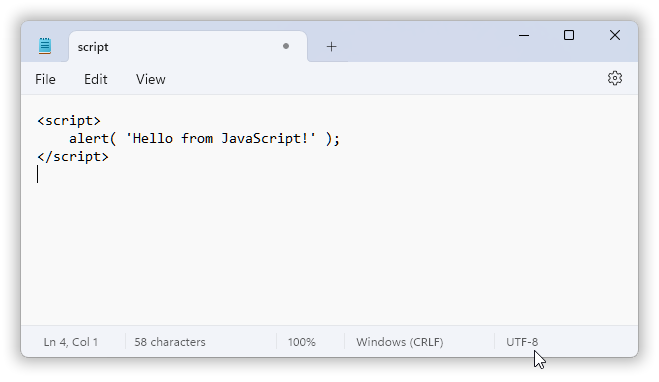 script
File Edit View
<script>
    alert( 'Hello from JavaScript!' );
</script>
Ln 4, Col 1 58 characters 100% Windows (CRLF) UTF-8